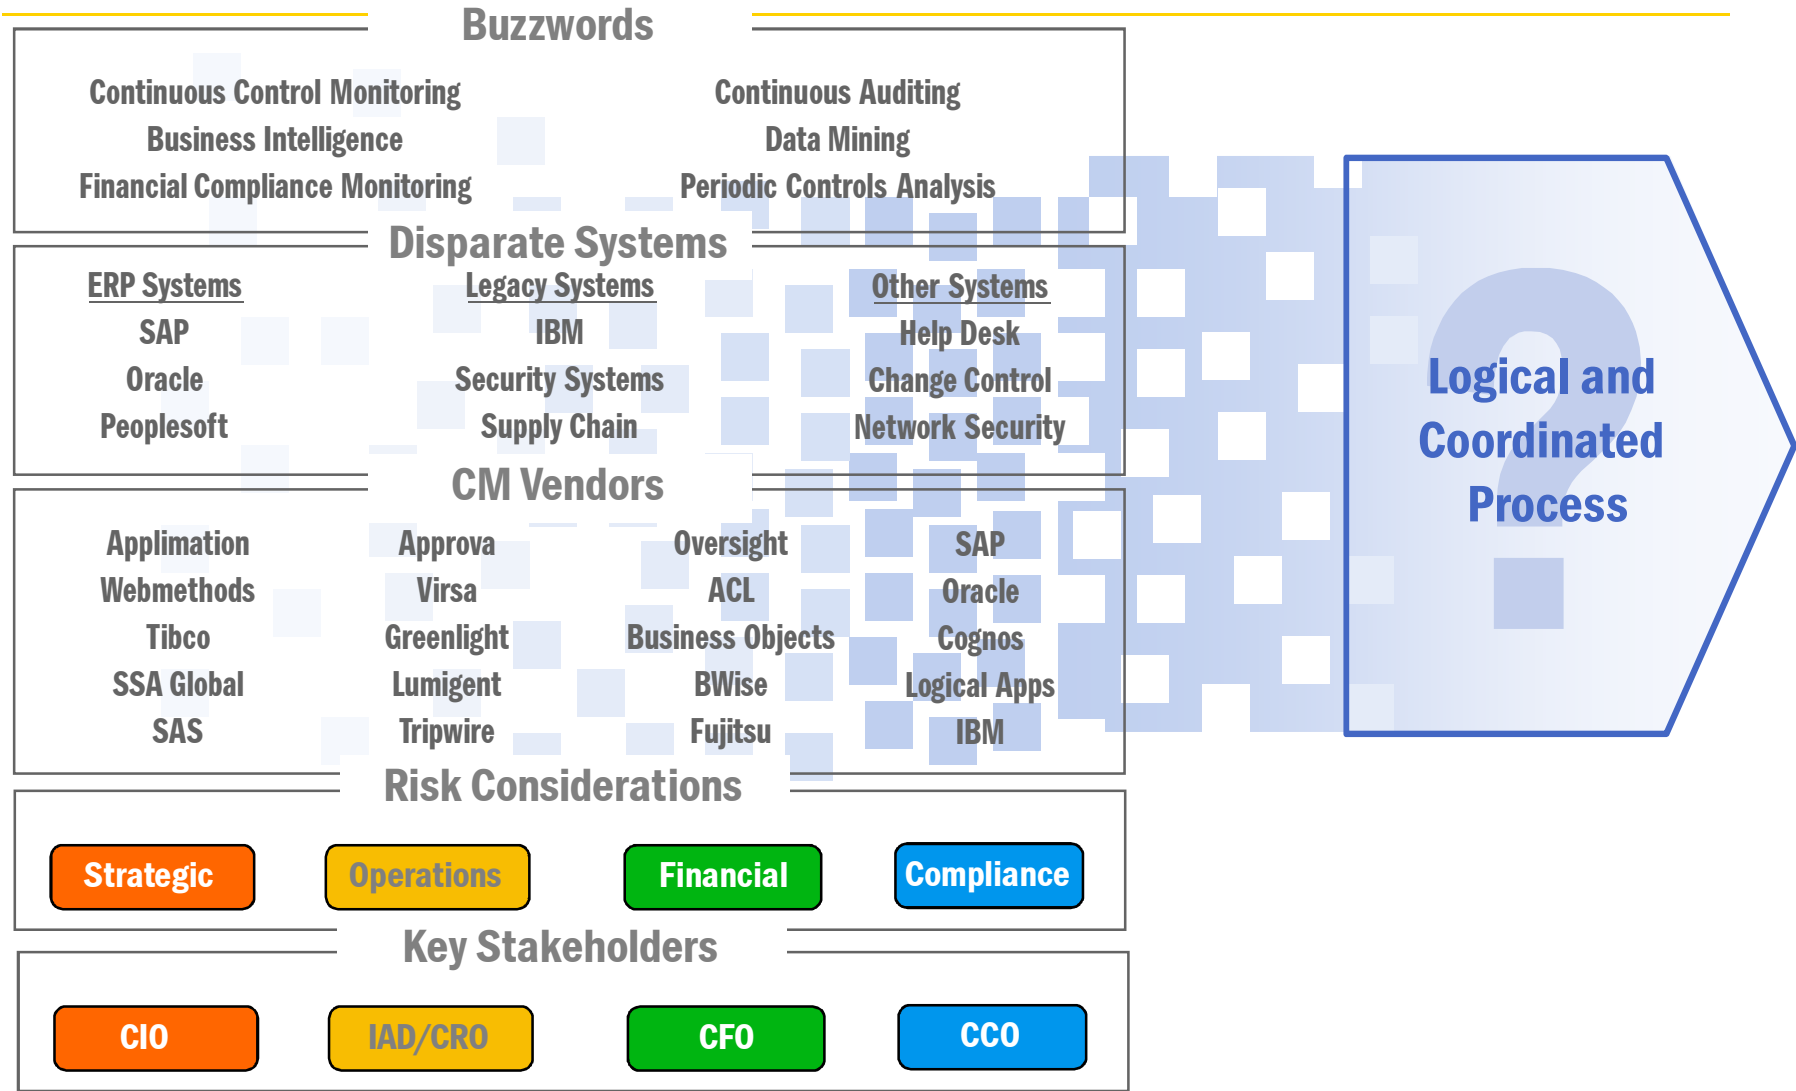 Buzzwords
Continuous Control Monitoring
Continuous Auditing
Business Intelligence
Data Mining
Financial Compliance Monitoring
Periodic Controls Analysis
Disparate Systems
ERP Systems
Legacy Systems
Other Systems
SAP
IBM
Help Desk
Oracle
Security Systems
Change Control
Peoplesoft
Supply Chain
Network Security
CM Vendors
Applimation
Approva
Oversight
SAP
Webmethods
Virsa
ACL
Oracle
Tibco
Greenlight
Business Objects
Cognos
SSA Global
Lumigent
BWise
Logical Apps
SAS
Tripwire
Fujitsu
IBM
Risk Considerations
Strategic
Operations
Financial
Compliance
Key Stakeholders
CIO
IAD/CRO
CFO
CCO
?
Logical and
Coordinated
Process